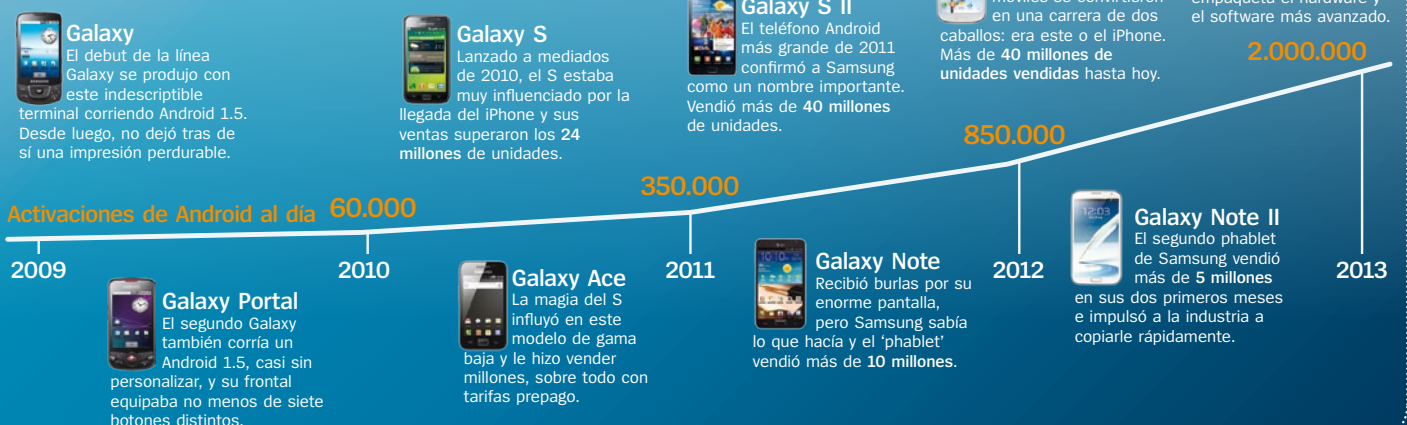 Galaxy
El debut de la línea
Galaxy se produjo con
este indescriptible
terminal corriendo Android 1.5.
Desde luego, no dejó tras de
sí una impresión perdurable.
Galaxy S
Lanzado a mediados
de 2010, el S estaba
muy influenciado por la
llegada del iPhone y sus
ventas superaron los 24
millones de unidades.
Galaxy S II
El teléfono Android
más grande de 2011
confirmó a Samsung
como un nombre importante.
Vendió más de 40 millones
de unidades.
móviles se convirtieron
en una carrera de dos
caballos: era este o el iPhone.
Más de 40 millones de
unidades vendidas hasta hoy.
empaqueta el hardware y
el software más avanzado.
2.000.000
850.000
350.000
Activaciones de Android al día 60.000
2009
2010
2011
2012
2013
Galaxy Portal
El segundo Galaxy
también corría un
Android 1.5, casi sin
personalizar, y su frontal
equipaba no menos de siete
botones distintos.
Galaxy Ace
La magia del S
influyó en este
modelo de gama
baja y le hizo vender
millones, sobre todo con
tarifas prepago.
Galaxy Note
Recibió burlas por su
enorme pantalla,
pero Samsung sabía
lo que hacía y el ‘phablet’
vendió más de 10 millones.
12:03
Galaxy Note II
El segundo phablet
de Samsung vendió
más de 5 millones
en sus dos primeros meses
e impulsó a la industria a
copiarle rápidamente.